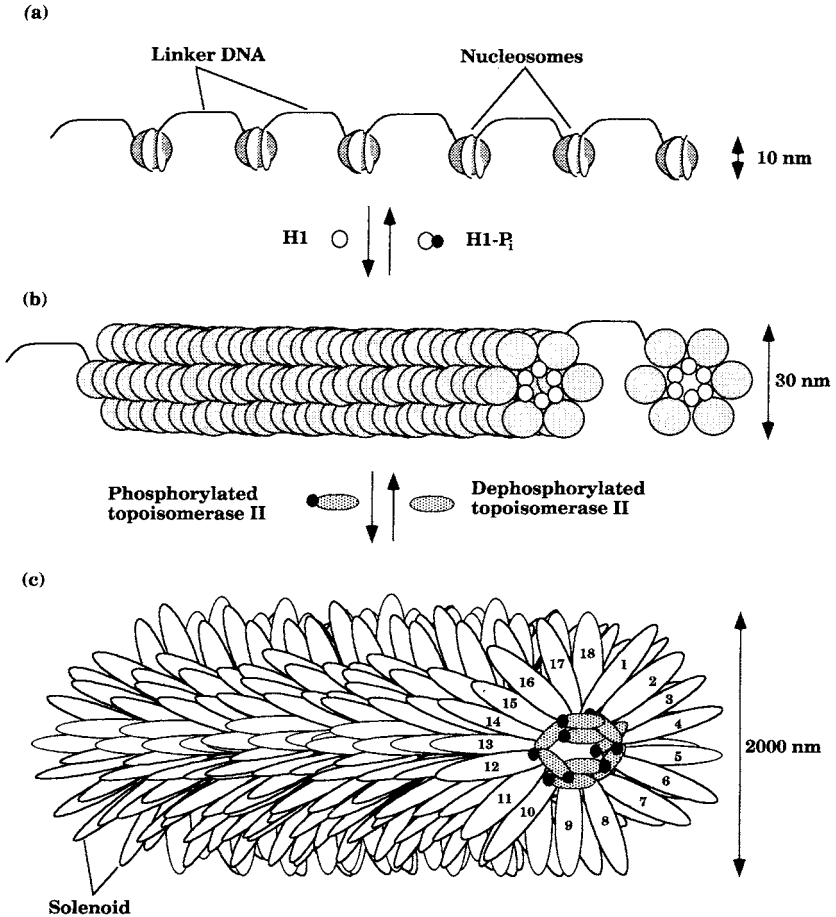 (a)
Linker DNA
Nucleosomes
10 nm
H1
H1-Pi
(b)
30 nm
Phosphorylated
topoisomerase II
Dephosphorylated
topoisomerase II
(c)
18
17
1
16
2
15
3
14
4
13
5
12
6
11
7
10
8
9
2000 nm
Solenoid